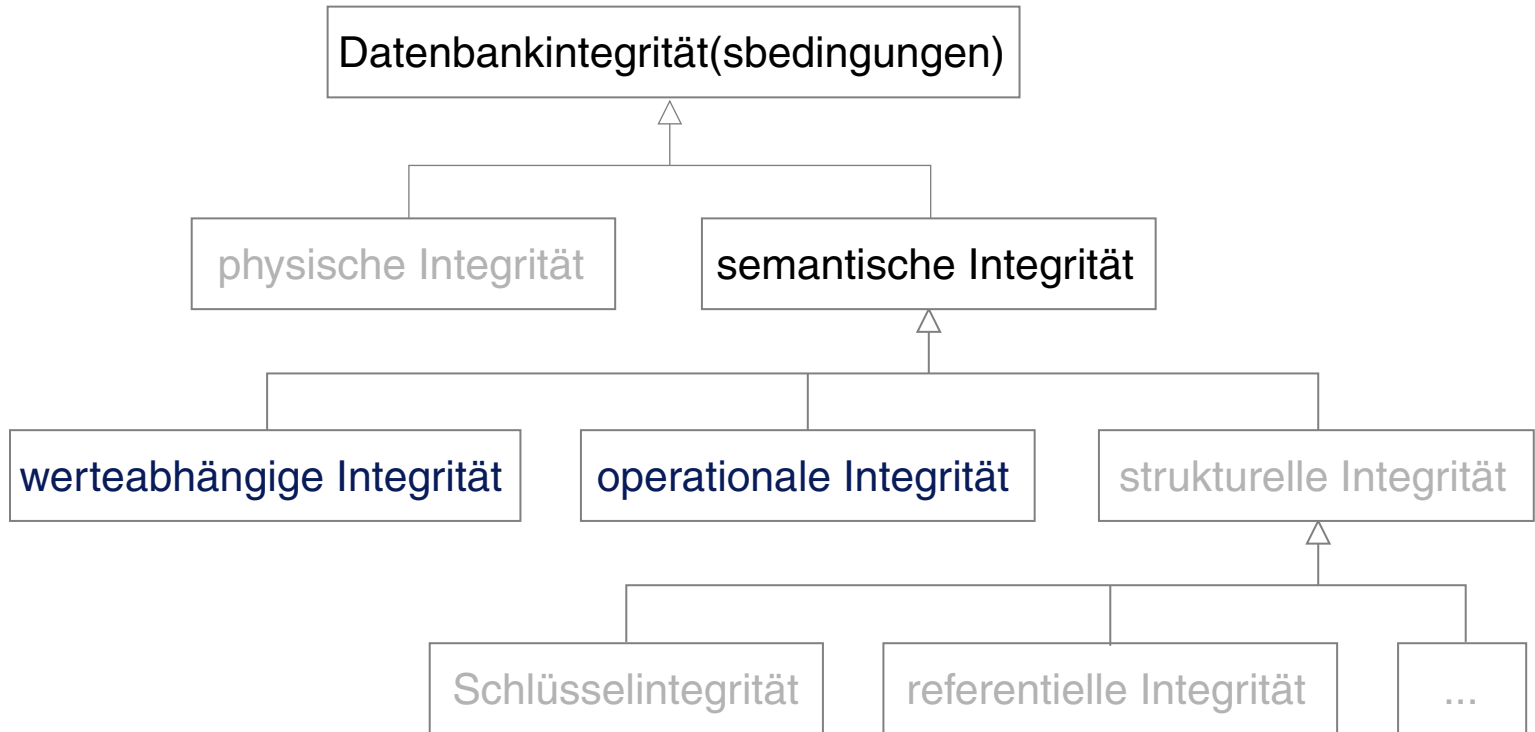 Datenbankintegrität(sbedingungen)
physische Integrität
semantische Integrität
werteabhängige Integrität
operationale Integrität
strukturelle Integrität
Schlüsselintegrität
referentielle Integrität
...